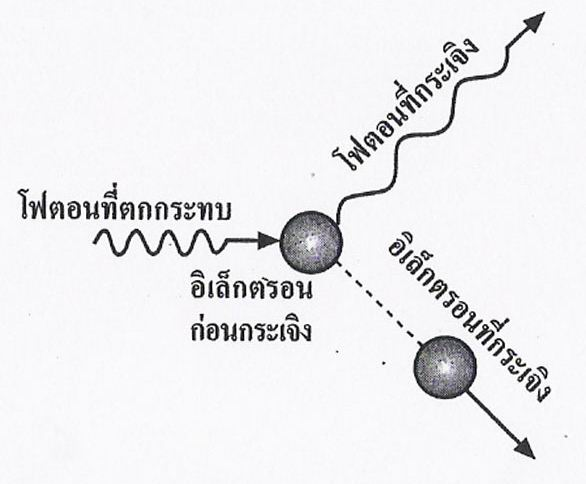 โฟตอนที่กระเจิง
โฟตอนที่ตกกระทบ
อิเล็กตรอน
ก่อนกระเจิง
อิเล็กตรอนที่กระเจิง